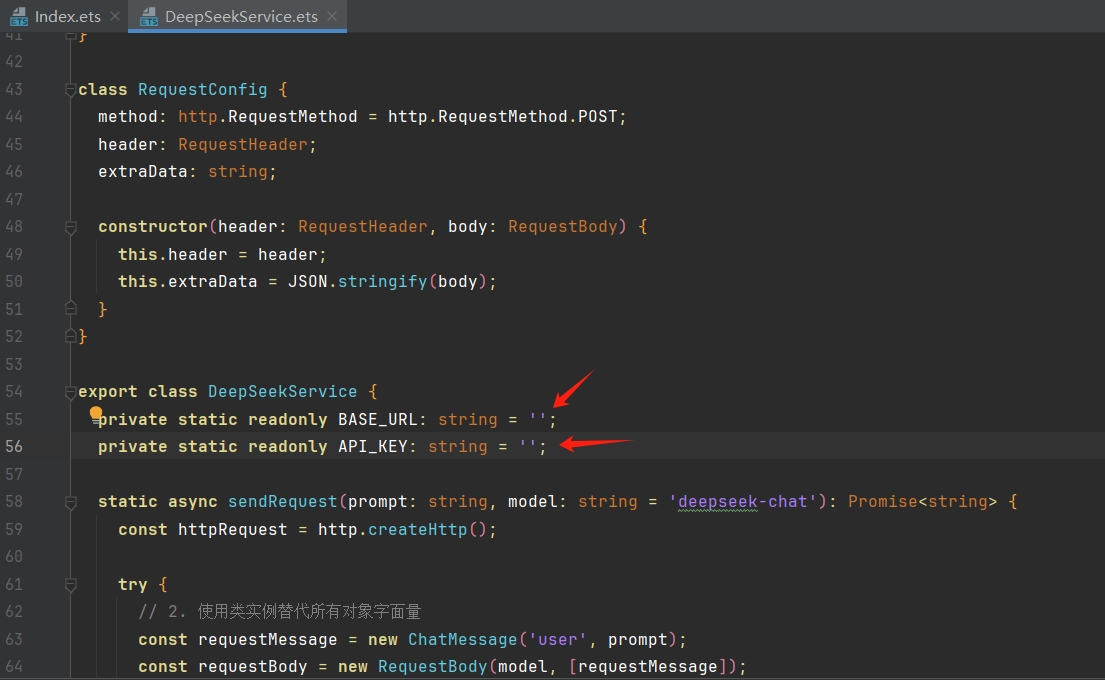 Index.ets DeepSeekService.ets
41 }
42
43 class RequestConfig {
44   method: http.RequestMethod = http.RequestMethod.POST;
45   header: RequestHeader;
46   extraData: string;
47
48   constructor(header: RequestHeader, body: RequestBody) {
49     this.header = header;
50     this.extraData = JSON.stringify(body);
51   }
52 }
53
54 export class DeepSeekService {
55   private static readonly BASE_URL: string = '';
56   private static readonly API_KEY: string = '';
57
58   static async sendRequest(prompt: string, model: string = 'deepseek-chat'): Promise<string> {
59     const httpRequest = http.createHttp();
60
61     try {
62       // 2. 使用类实例替代所有对象字面量
63       const requestMessage = new ChatMessage('user', prompt);
64       const requestBody = new RequestBody(model, [requestMessage]);